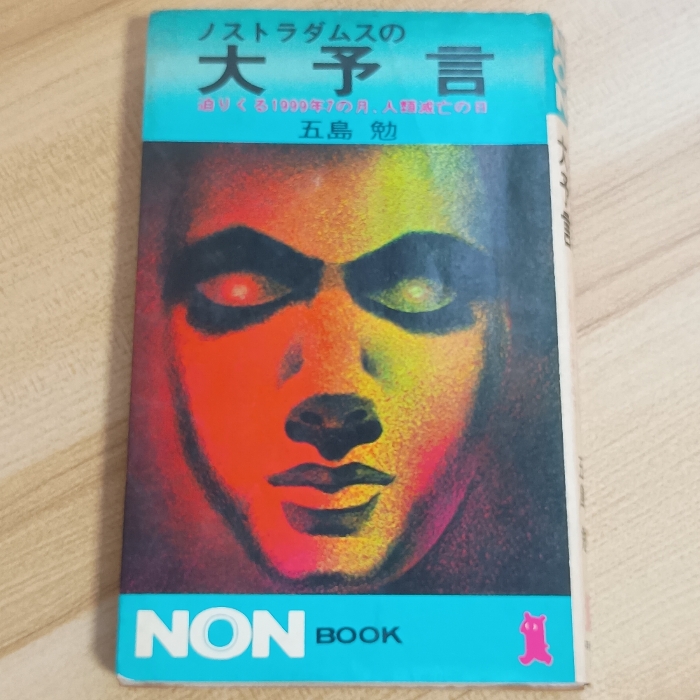 ノストラダムスの
大予言
迫りくる1999年7の月、人類滅亡の日
五島 勉
NON BOOK